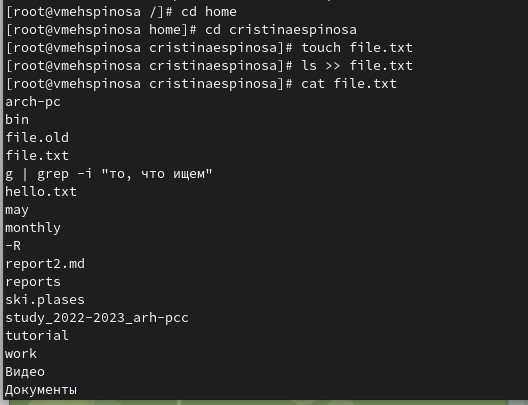 [root@vmehspinosa /]# cd home
[root@vmehspinosa home]# cd cristinaespinosa
[root@vmehspinosa cristinaespinosa]# touch file.txt
[root@vmehspinosa cristinaespinosa]# ls >> file.txt
[root@vmehspinosa cristinaespinosa]# cat file.txt
arch-pc
bin
file.old
file.txt
g | grep -i "то, что ищем"
hello.txt
may
monthly
-R
report2.md
reports
ski.plases
study_2022-2023_arh-pcc
tutorial
work
Видео
Документы